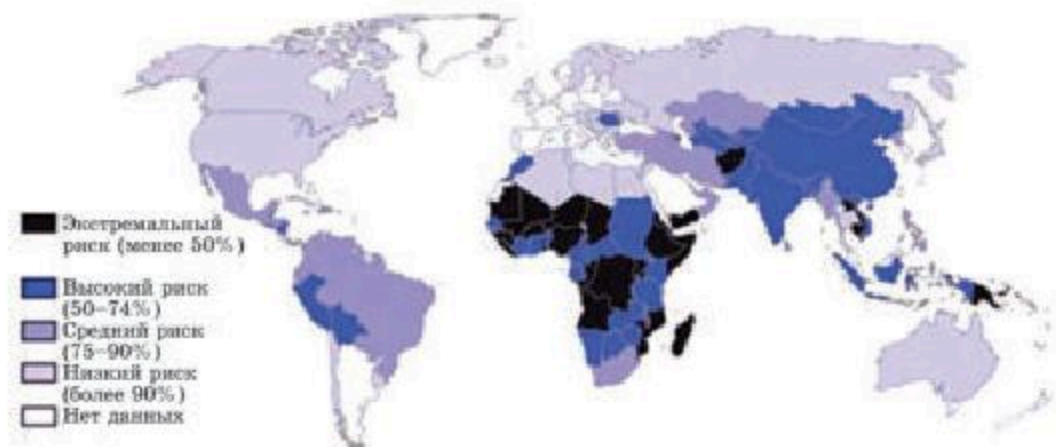 Экстремальный
риск (менее 50%)
Высокий риск
(50–74%)
Средний риск
(75–90%)
Низкий риск
(более 90%)
Нет данных